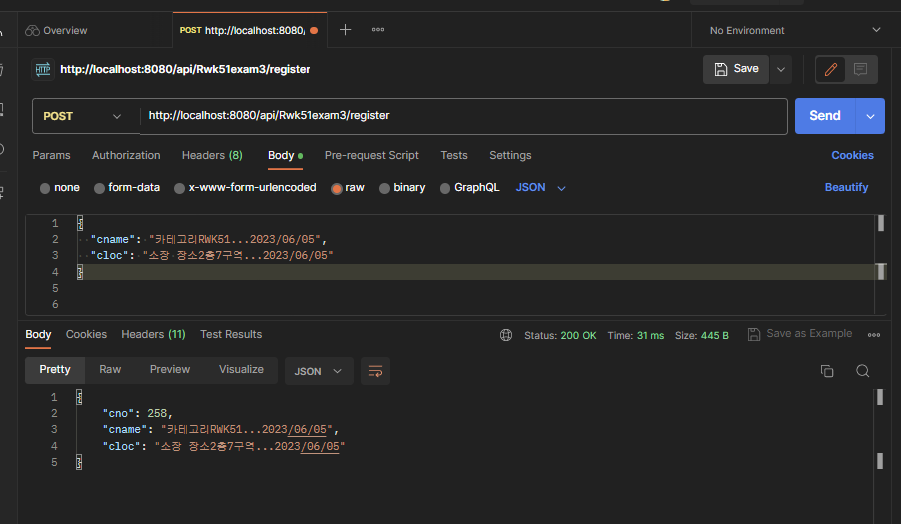 Overview
POST http://localhost:8080/
No Environment
HTTP http://localhost:8080/api/Rwk51exam3/register
Save
POST http://localhost:8080/api/Rwk51exam3/register Send
Params Authorization Headers (8) Body Pre-request Script Tests Settings Cookies
none form-data x-www-form-urlencoded raw binary GraphQL JSON Beautify
1 {
2 "cname": "카테고리RWK51...2023/06/05",
3 "cloc": "소장 장소2층7구역...2023/06/05"
4 }
5
6
Body Cookies Headers (11) Test Results Status: 200 OK Time: 31 ms Size: 445 B Save as Example
Pretty Raw Preview Visualize JSON
1 {
2 "cno": 258,
3 "cname": "카테고리RWK51...2023/06/05",
4 "cloc": "소장 장소2층7구역...2023/06/05"
5 }